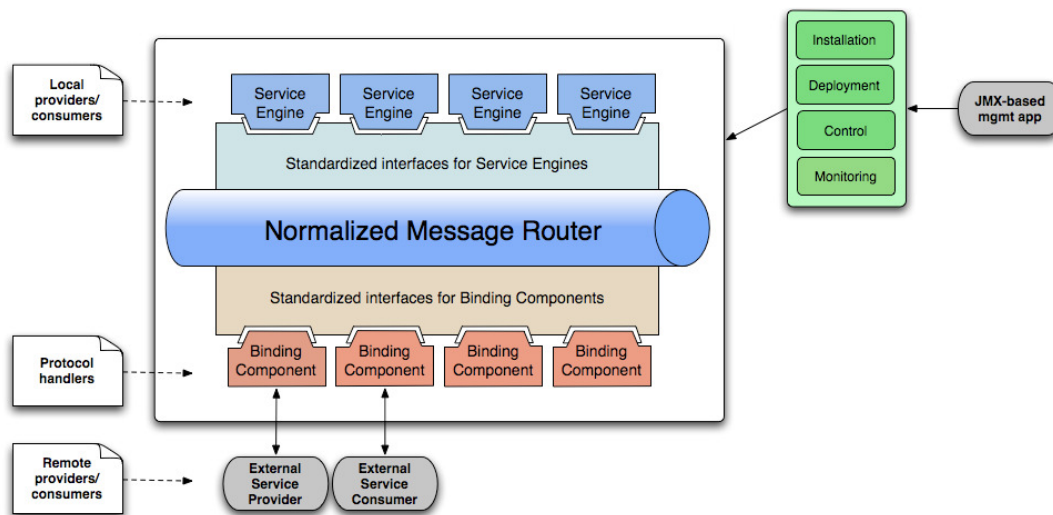 Installation
Local
providers/
consumers
Service
Engine
Service
Engine
Service
Engine
Service
Engine
Deployment
JMX-based
mgmt app
Control
Standardized interfaces for Service Engines
Monitoring
Normalized Message Router
Standardized interfaces for Binding Components
Protocol
handlers
Binding
Component
Binding
Component
Binding
Component
Binding
Component
Remote
providers/
consumers
External
Service
Provider
External
Service
Consumer